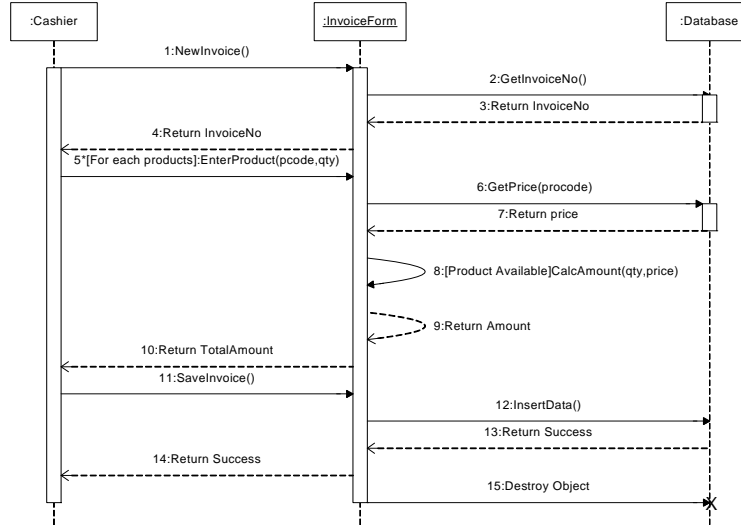 :Cashier
:InvoiceForm
:Database
1:NewInvoice()
2:GetInvoiceNo()
3:Return InvoiceNo
4:Return InvoiceNo
5*[For each products]:EnterProduct(pcode,qty)
6:GetPrice(procode)
7:Return price
8:[Product Available]CalcAmount(qty,price)
9:Return Amount
10:Return TotalAmount
11:SaveInvoice()
12:InsertData()
13:Return Success
14:Return Success
15:Destroy Object
X